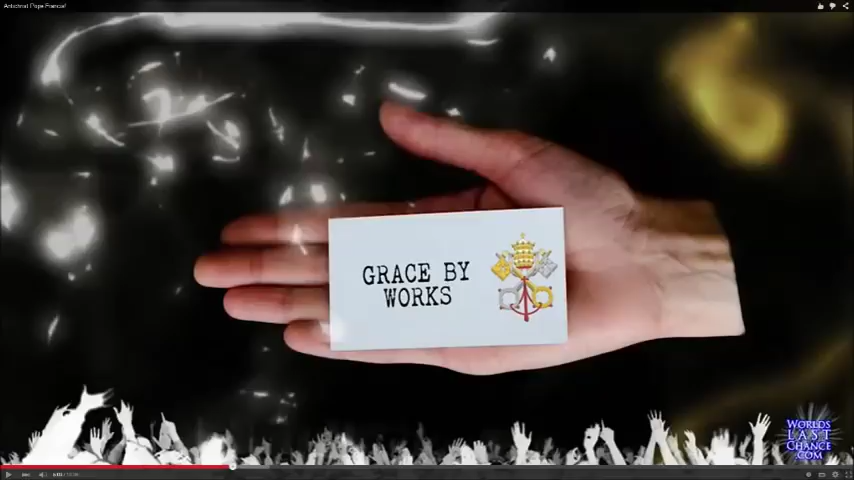 Antichrist Pope Francis!
GRACE BY
WORKS
WORLDS
LAST
CHANCE
.COM